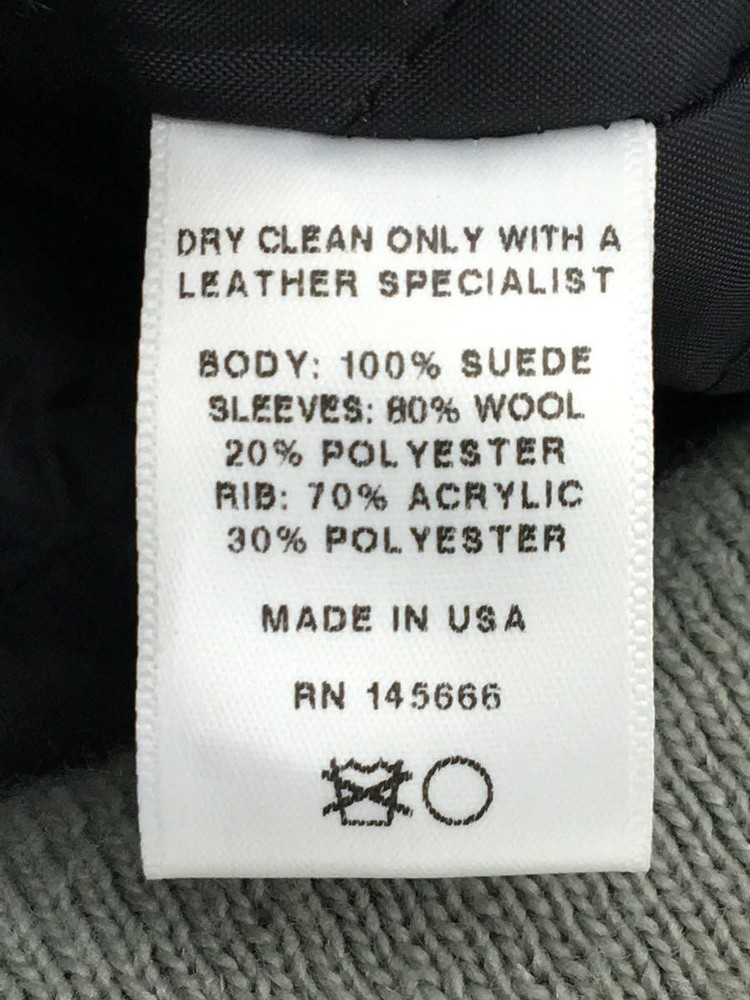 DRY CLEAN ONLY WITH A
LEATHER SPECIALIST
BODY: 100% SUEDE
SLEEVES: 80% WOOL
20% POLYESTER
RIB: 70% ACRYLIC
30% POLYESTER
MADE IN USA
RN 145666